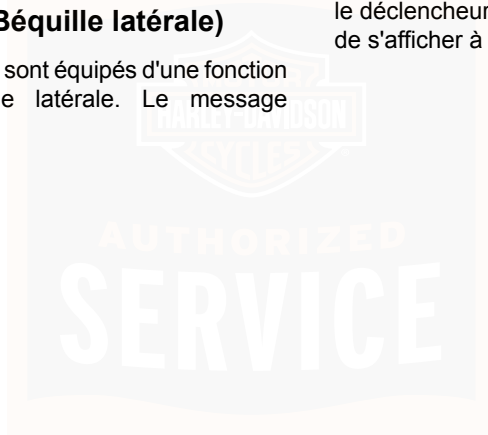 Béquille latérale)
sont équipés d'une fonction
e latérale. Le message
le déclencheur
de s'afficher à
HARLEY-DAVIDSON
CYCLES
AUTHORIZED
SERVICE